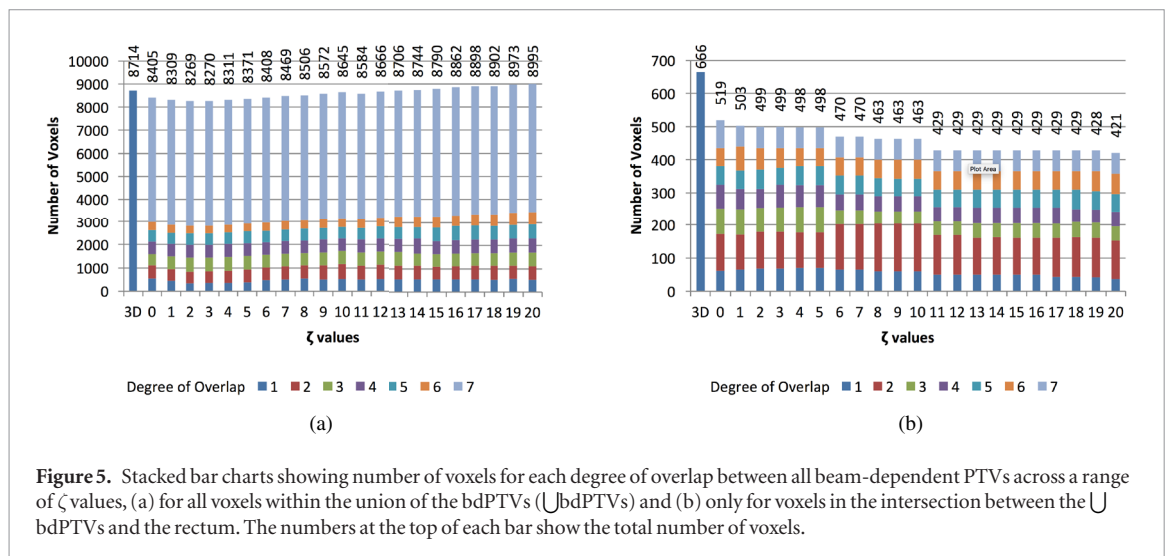 10000
9000
8000
7000
6000
5000
4000
3000
2000
1000
0
Number of Voxels
8714 8405 8309 8269 8270 8311 8371 8408 8469 8506 8572 8645 8584 8666 8706 8744 8790 8862 8898 8902 8973 8995
3D 0 1 2 3 4 5 6 7 8 9 10 11 12 13 14 15 16 17 18 19 20
ζ values
Degree of Overlap 1 2 3 4 5 6 7
(a)
700
600
500
400
300
200
100
0
Number of Voxels
666 519 503 499 499 498 498 470 470 463 463 463 429 429 429 429 429 429 429 429 428 421
Plot Area
3D 0 1 2 3 4 5 6 7 8 9 10 11 12 13 14 15 16 17 18 19 20
ζ values
Degree of Overlap 1 2 3 4 5 6 7
(b)
Figure 5. Stacked bar charts showing number of voxels for each degree of overlap between all beam-dependent PTVs across a range
of ζ values, (a) for all voxels within the union of the bdPTVs (⋃bdPTVs) and (b) only for voxels in the intersection between the ⋃
bdPTVs and the rectum. The numbers at the top of each bar show the total number of voxels.